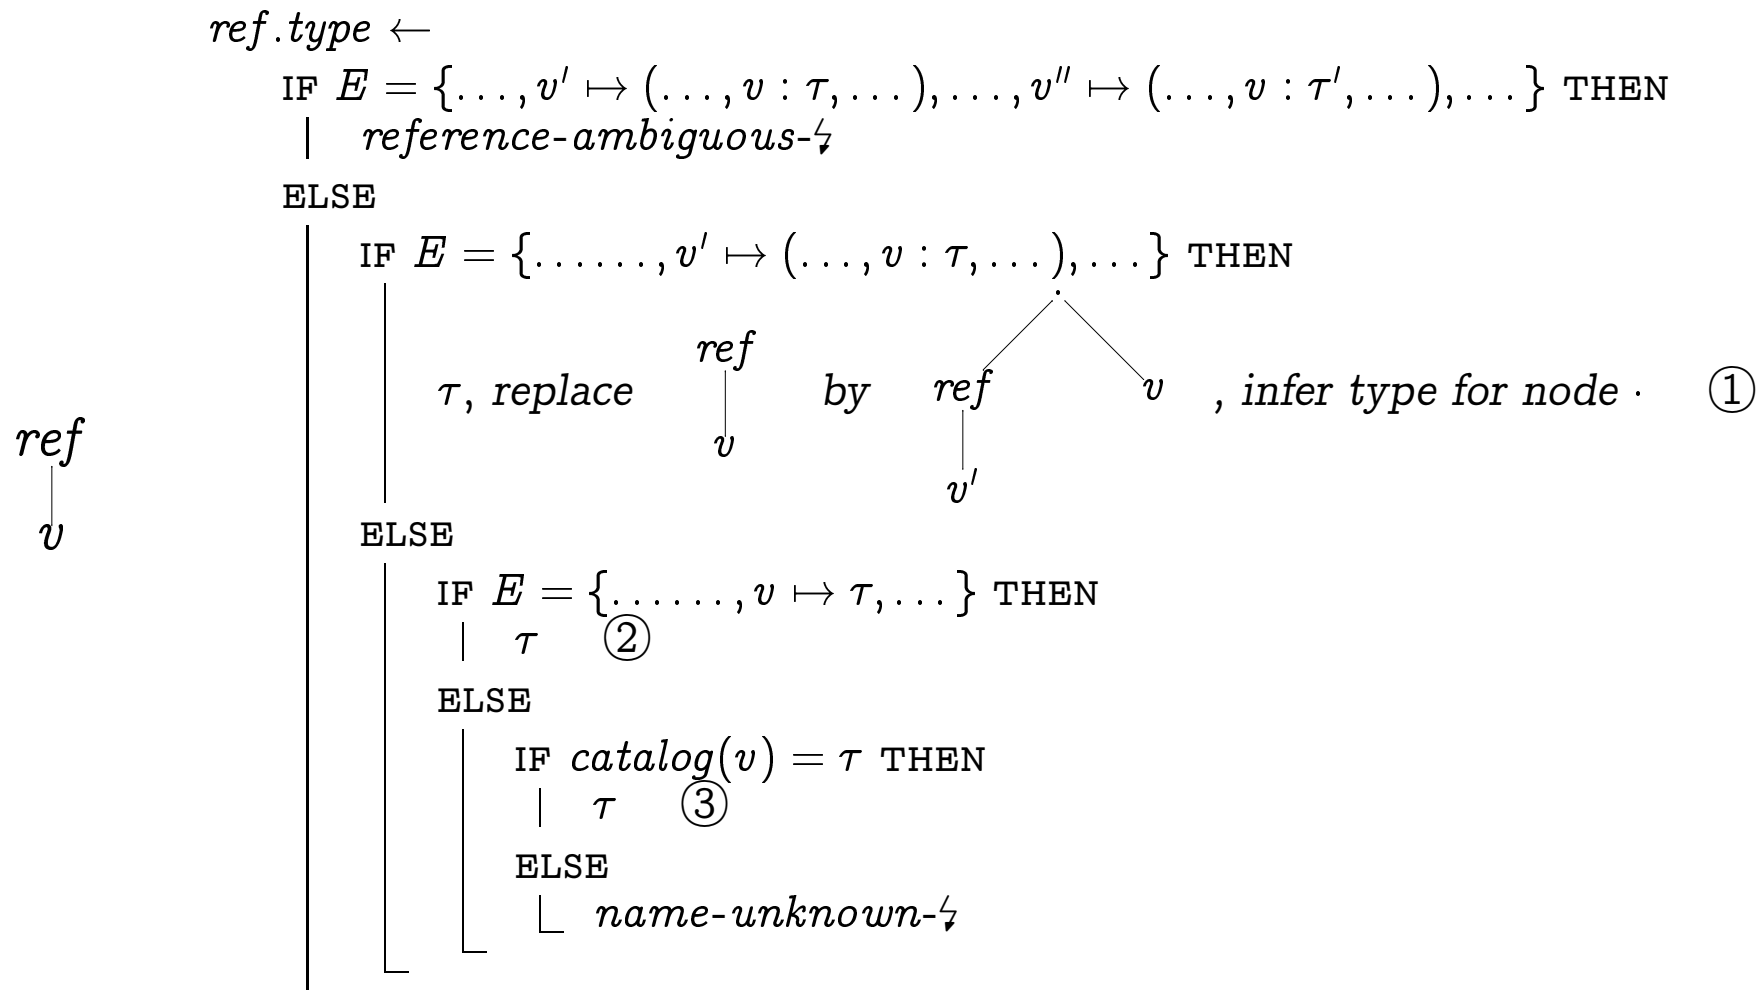 ref.type ←
IF E = {..., v′ ↦ (..., v : τ, ...), ..., v″ ↦ (..., v : τ′, ...), ...} THEN
reference-ambiguous-↯
ELSE
IF E = {......, v′ ↦ (..., v : τ, ...), ...} THEN
·
ref
τ, replace by ref v , infer type for node · ①
v
v′
ref
v
ELSE
IF E = {......, v ↦ τ, ...} THEN
τ ②
ELSE
IF catalog(v) = τ THEN
τ ③
ELSE
name-unknown-↯